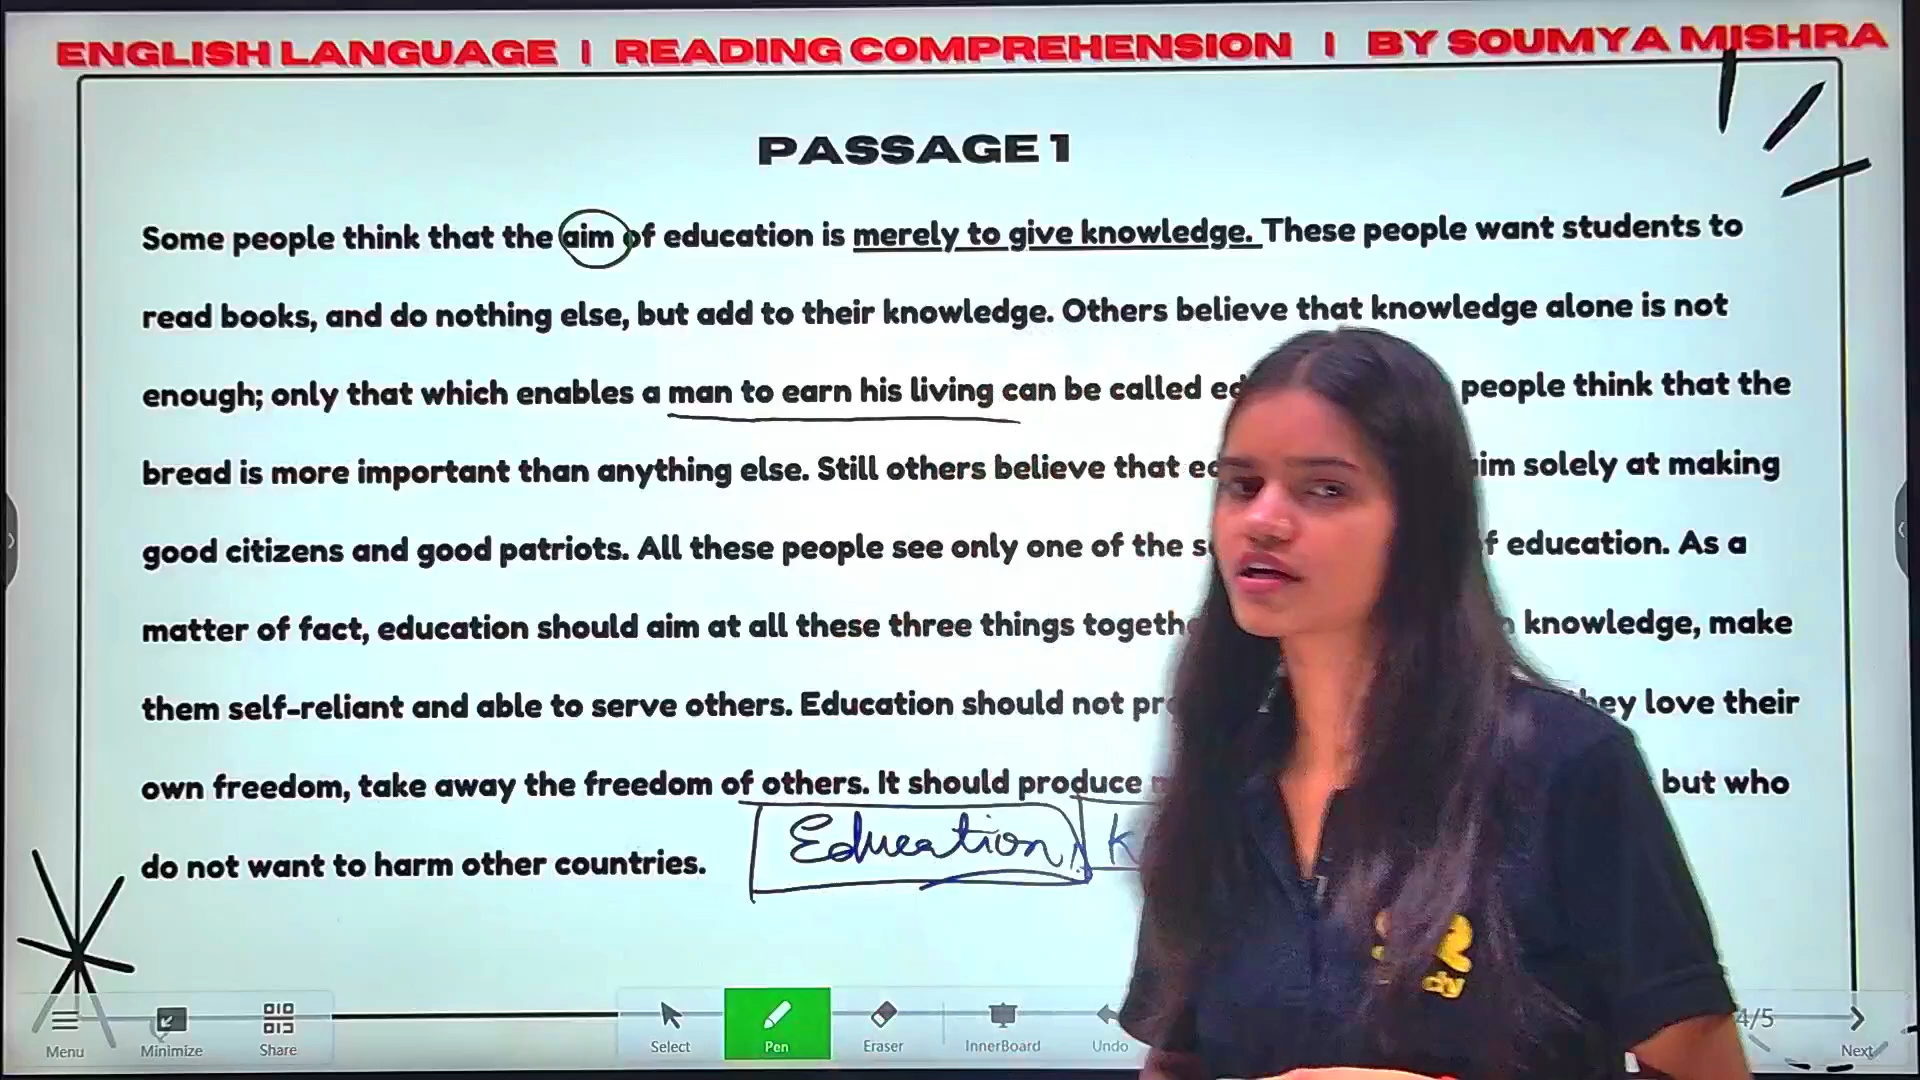 ENGLISH LANGUAGE | READING COMPREHENSION | BY SOUMYA MISHRA
PASSAGE 1
Some people think that the aim of education is merely to give knowledge. These people want students to
read books, and do nothing else, but add to their knowledge. Others believe that knowledge alone is not
enough; only that which enables a man to earn his living can be called people think that the
bread is more important than anything else. Still others believe that solely at making
good citizens and good patriots. All these people see only one of the education. As a
matter of fact, education should aim at all these three things knowledge, make
them self-reliant and able to serve others. Education should not love their
own freedom, take away the freedom of others. It should produce but who
do not want to harm other countries.
Education K
Menu Minimize Share Select Pen Eraser InnerBoard Undo 4/5 Next